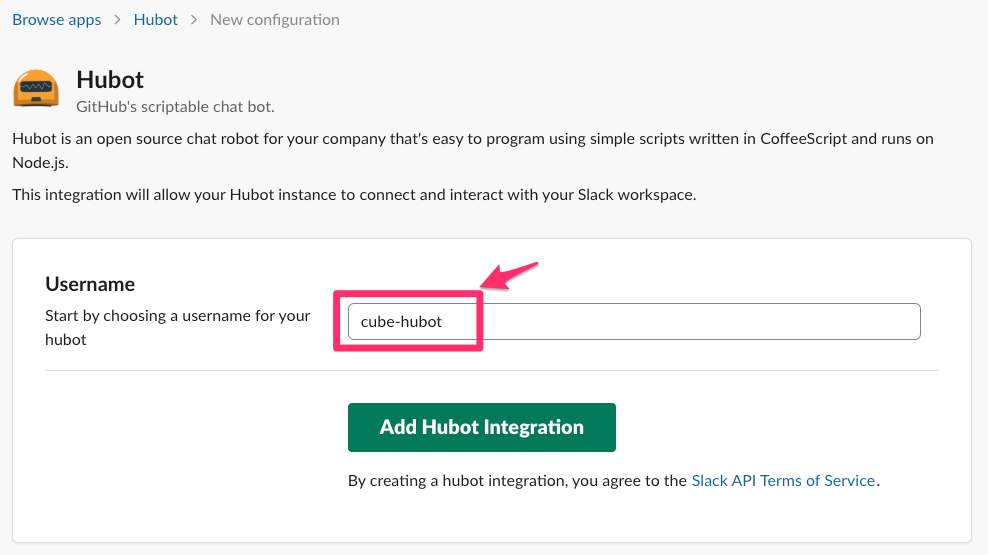 Browse apps > Hubot > New configuration
Hubot
GitHub's scriptable chat bot.
Hubot is an open source chat robot for your company that's easy to program using simple scripts written in CoffeeScript and runs on
Node.js.
This integration will allow your Hubot instance to connect and interact with your Slack workspace.
Username
Start by choosing a username for your
hubot
cube-hubot
Add Hubot Integration
By creating a hubot integration, you agree to the Slack API Terms of Service.